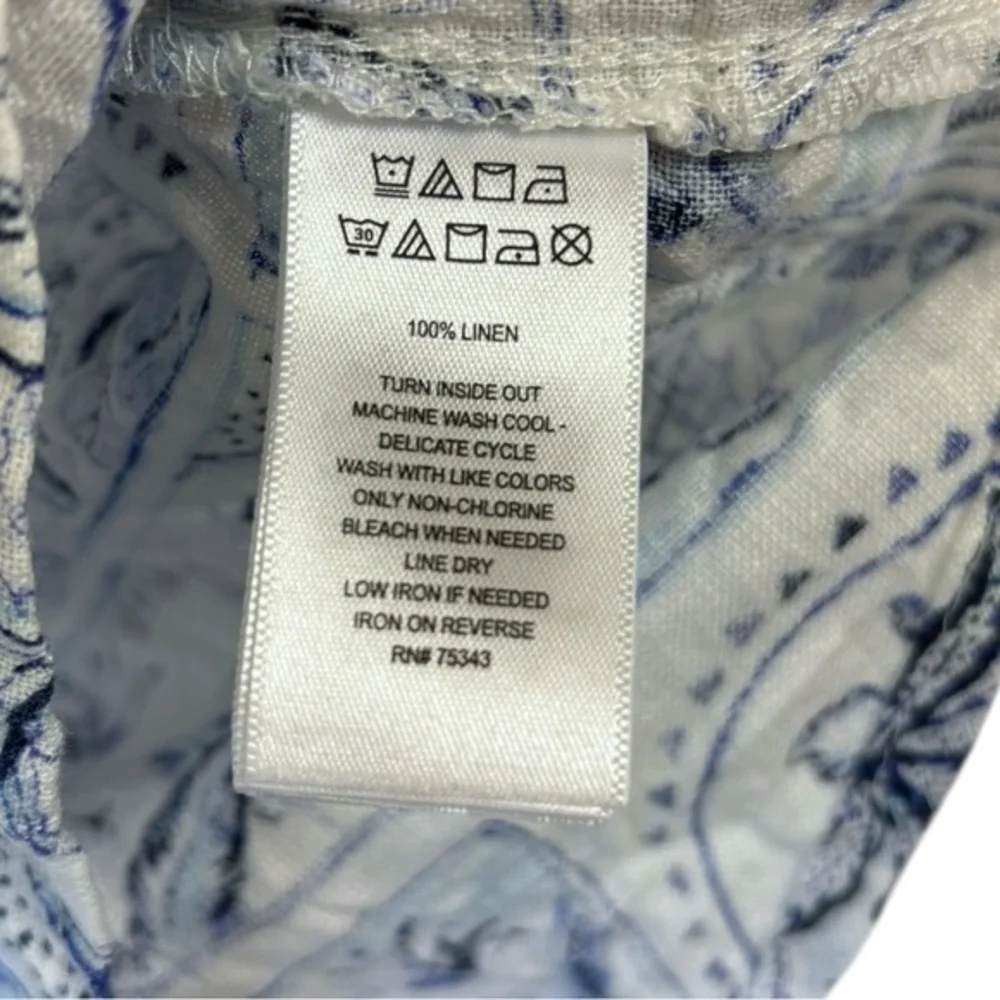 30
100% LINEN
TURN INSIDE OUT
MACHINE WASH COOL -
DELICATE CYCLE
WASH WITH LIKE COLORS
ONLY NON-CHLORINE
BLEACH WHEN NEEDED
LINE DRY
LOW IRON IF NEEDED
IRON ON REVERSE
RN# 75343